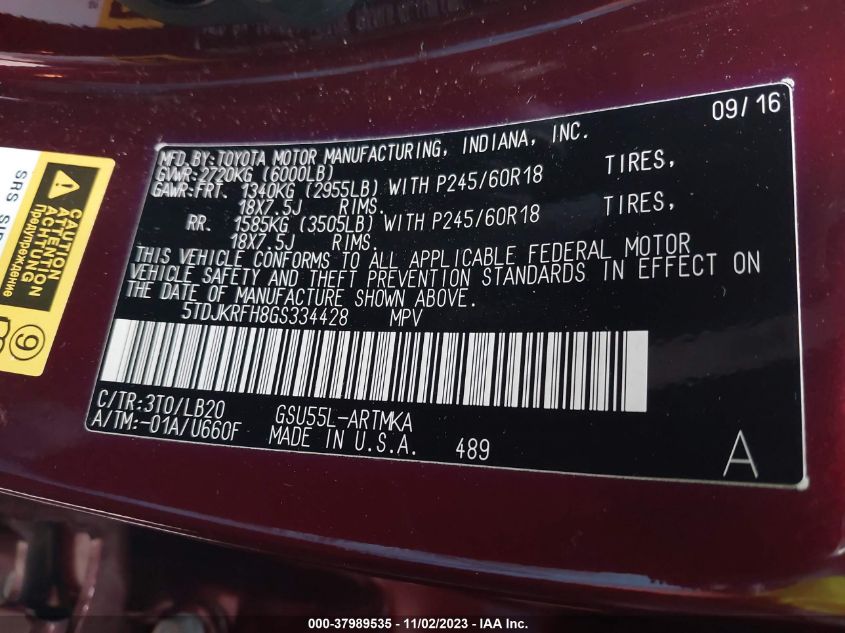 09/16
MFD.BY:TOYOTA MOTOR MANUFACTURING, INDIANA, INC.
GVWR:2720KG (6000LB)
GAWR:FRT. 1340KG (2955LB) WITH P245/60R18 TIRES,
18X7.5J RIMS.
RR. 1585KG (3505LB) WITH P245/60R18 TIRES,
18X7.5J RIMS.
THIS VEHICLE CONFORMS TO ALL APPLICABLE FEDERAL MOTOR
VEHICLE SAFETY AND THEFT PREVENTION STANDARDS IN EFFECT ON
THE DATE OF MANUFACTURE SHOWN ABOVE.
5TDJKRFH8GS334428 MPV
C/TR:3T0/LB20 GSU55L-ARTMKA
A/TM:-01A/U660F MADE IN U.S.A. 489
A
SRS
CAUTION
ACHTUNG
Предупреждение
9
000-37989535 - 11/02/2023 - IAA Inc.